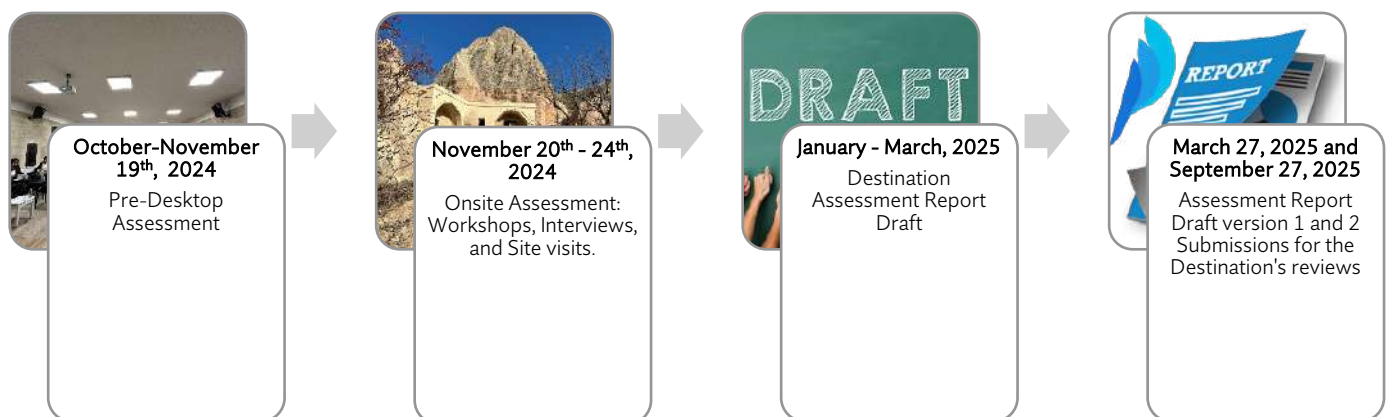 October-November
19th, 2024
Pre-Desktop
Assessment
November 20th - 24th,
2024
Onsite Assessment:
Workshops, Interviews,
and Site visits.
DRAFT
January - March, 2025
Destination
Assessment Report
Draft
REPORT
March 27, 2025 and
September 27, 2025
Assessment Report
Draft version 1 and 2
Submissions for the
Destination's reviews